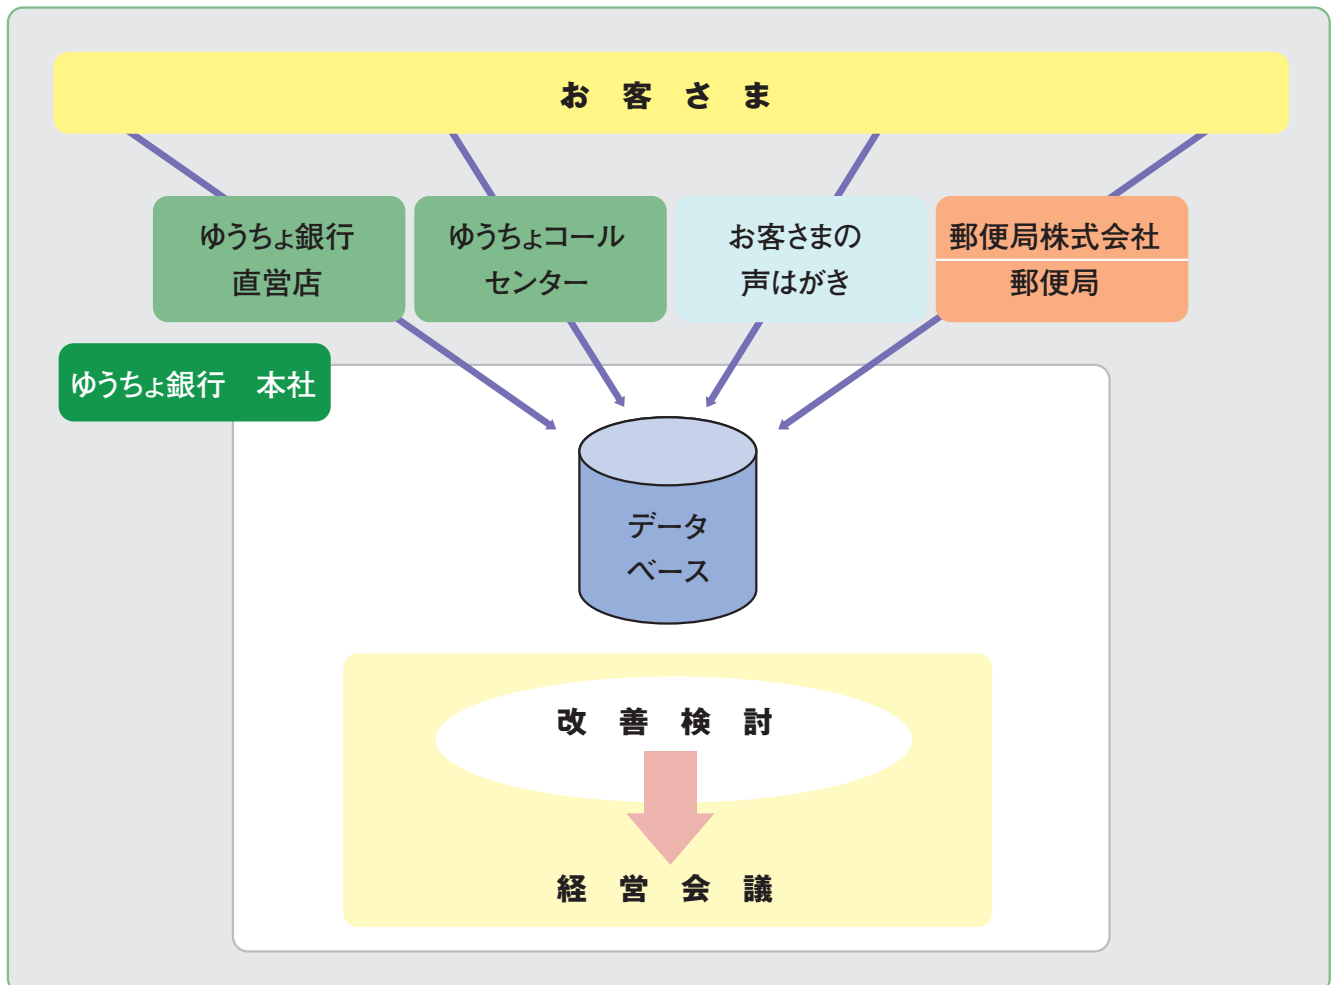 お客さま
ゆうちょ銀行
直営店
ゆうちょコール
センター
お客さまの
声はがき
郵便局株式会社
郵便局
ゆうちょ銀行　本社
データ
ベース
改善検討
経営会議